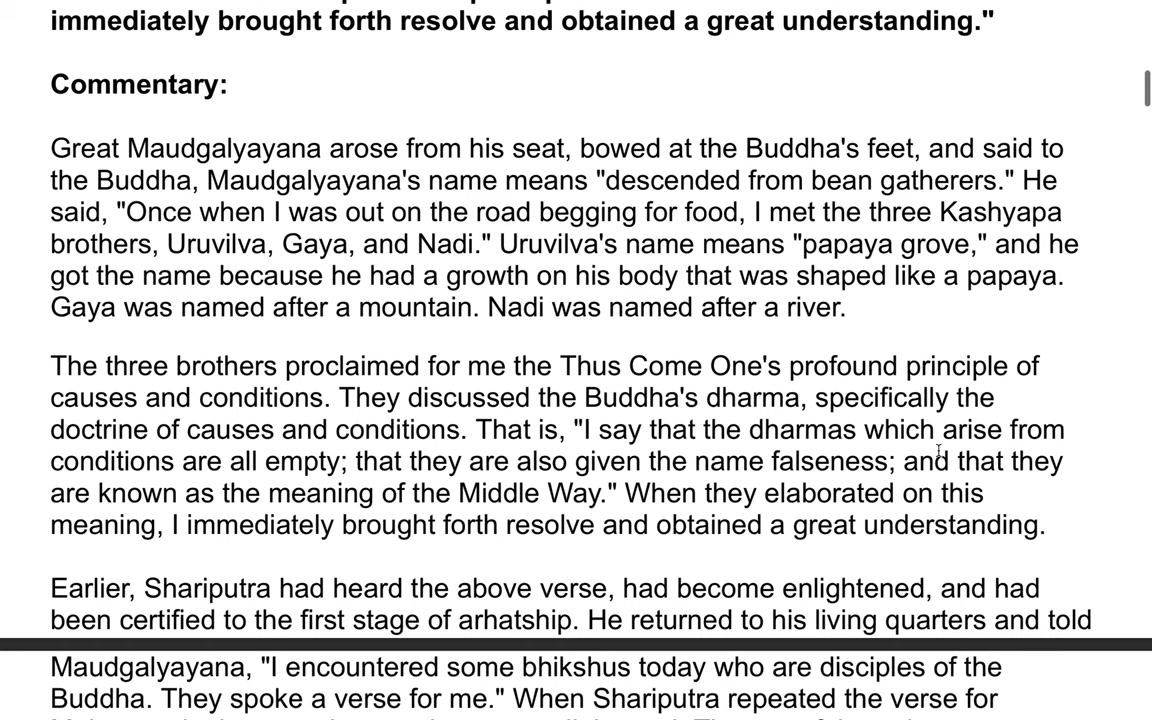 immediately brought forth resolve and obtained a great understanding."
Commentary:
Great Maudgalyayana arose from his seat, bowed at the Buddha's feet, and said to
the Buddha, Maudgalyayana's name means "descended from bean gatherers." He
said, "Once when I was out on the road begging for food, I met the three Kashyapa
brothers, Uruvilva, Gaya, and Nadi." Uruvilva's name means "papaya grove," and he
got the name because he had a growth on his body that was shaped like a papaya.
Gaya was named after a mountain. Nadi was named after a river.
The three brothers proclaimed for me the Thus Come One's profound principle of
causes and conditions. They discussed the Buddha's dharma, specifically the
doctrine of causes and conditions. That is, "I say that the dharmas which arise from
conditions are all empty; that they are also given the name falseness; and that they
are known as the meaning of the Middle Way." When they elaborated on this
meaning, I immediately brought forth resolve and obtained a great understanding.
Earlier, Shariputra had heard the above verse, had become enlightened, and had
been certified to the first stage of arhatship. He returned to his living quarters and told
Maudgalyayana, "I encountered some bhikshus today who are disciples of the
Buddha. They spoke a verse for me." When Shariputra repeated the verse for